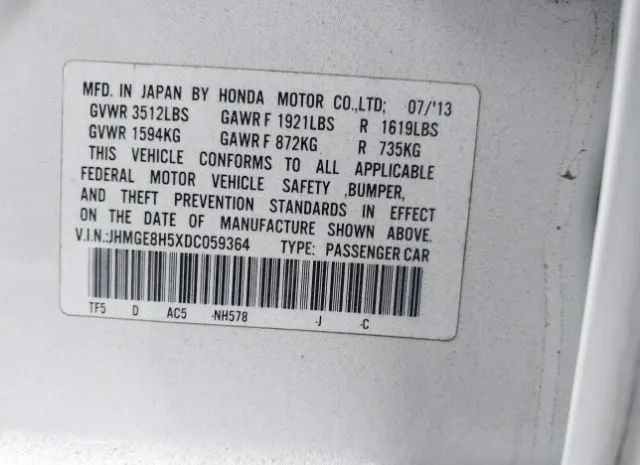 MFD. IN JAPAN BY HONDA MOTOR CO.,LTD; 07/'13
GVWR 3512LBS GAWR F 1921LBS R 1619LBS
GVWR 1594KG GAWR F 872KG R 735KG
THIS VEHICLE CONFORMS TO ALL APPLICABLE
FEDERAL MOTOR VEHICLE SAFETY ,BUMPER,
AND THEFT PREVENTION STANDARDS IN EFFECT
ON THE DATE OF MANUFACTURE SHOWN ABOVE.
V.I.N.:JHMGE8H5XDC059364 TYPE: PASSENGER CAR
TF5 D AC5 -NH578 -J -C